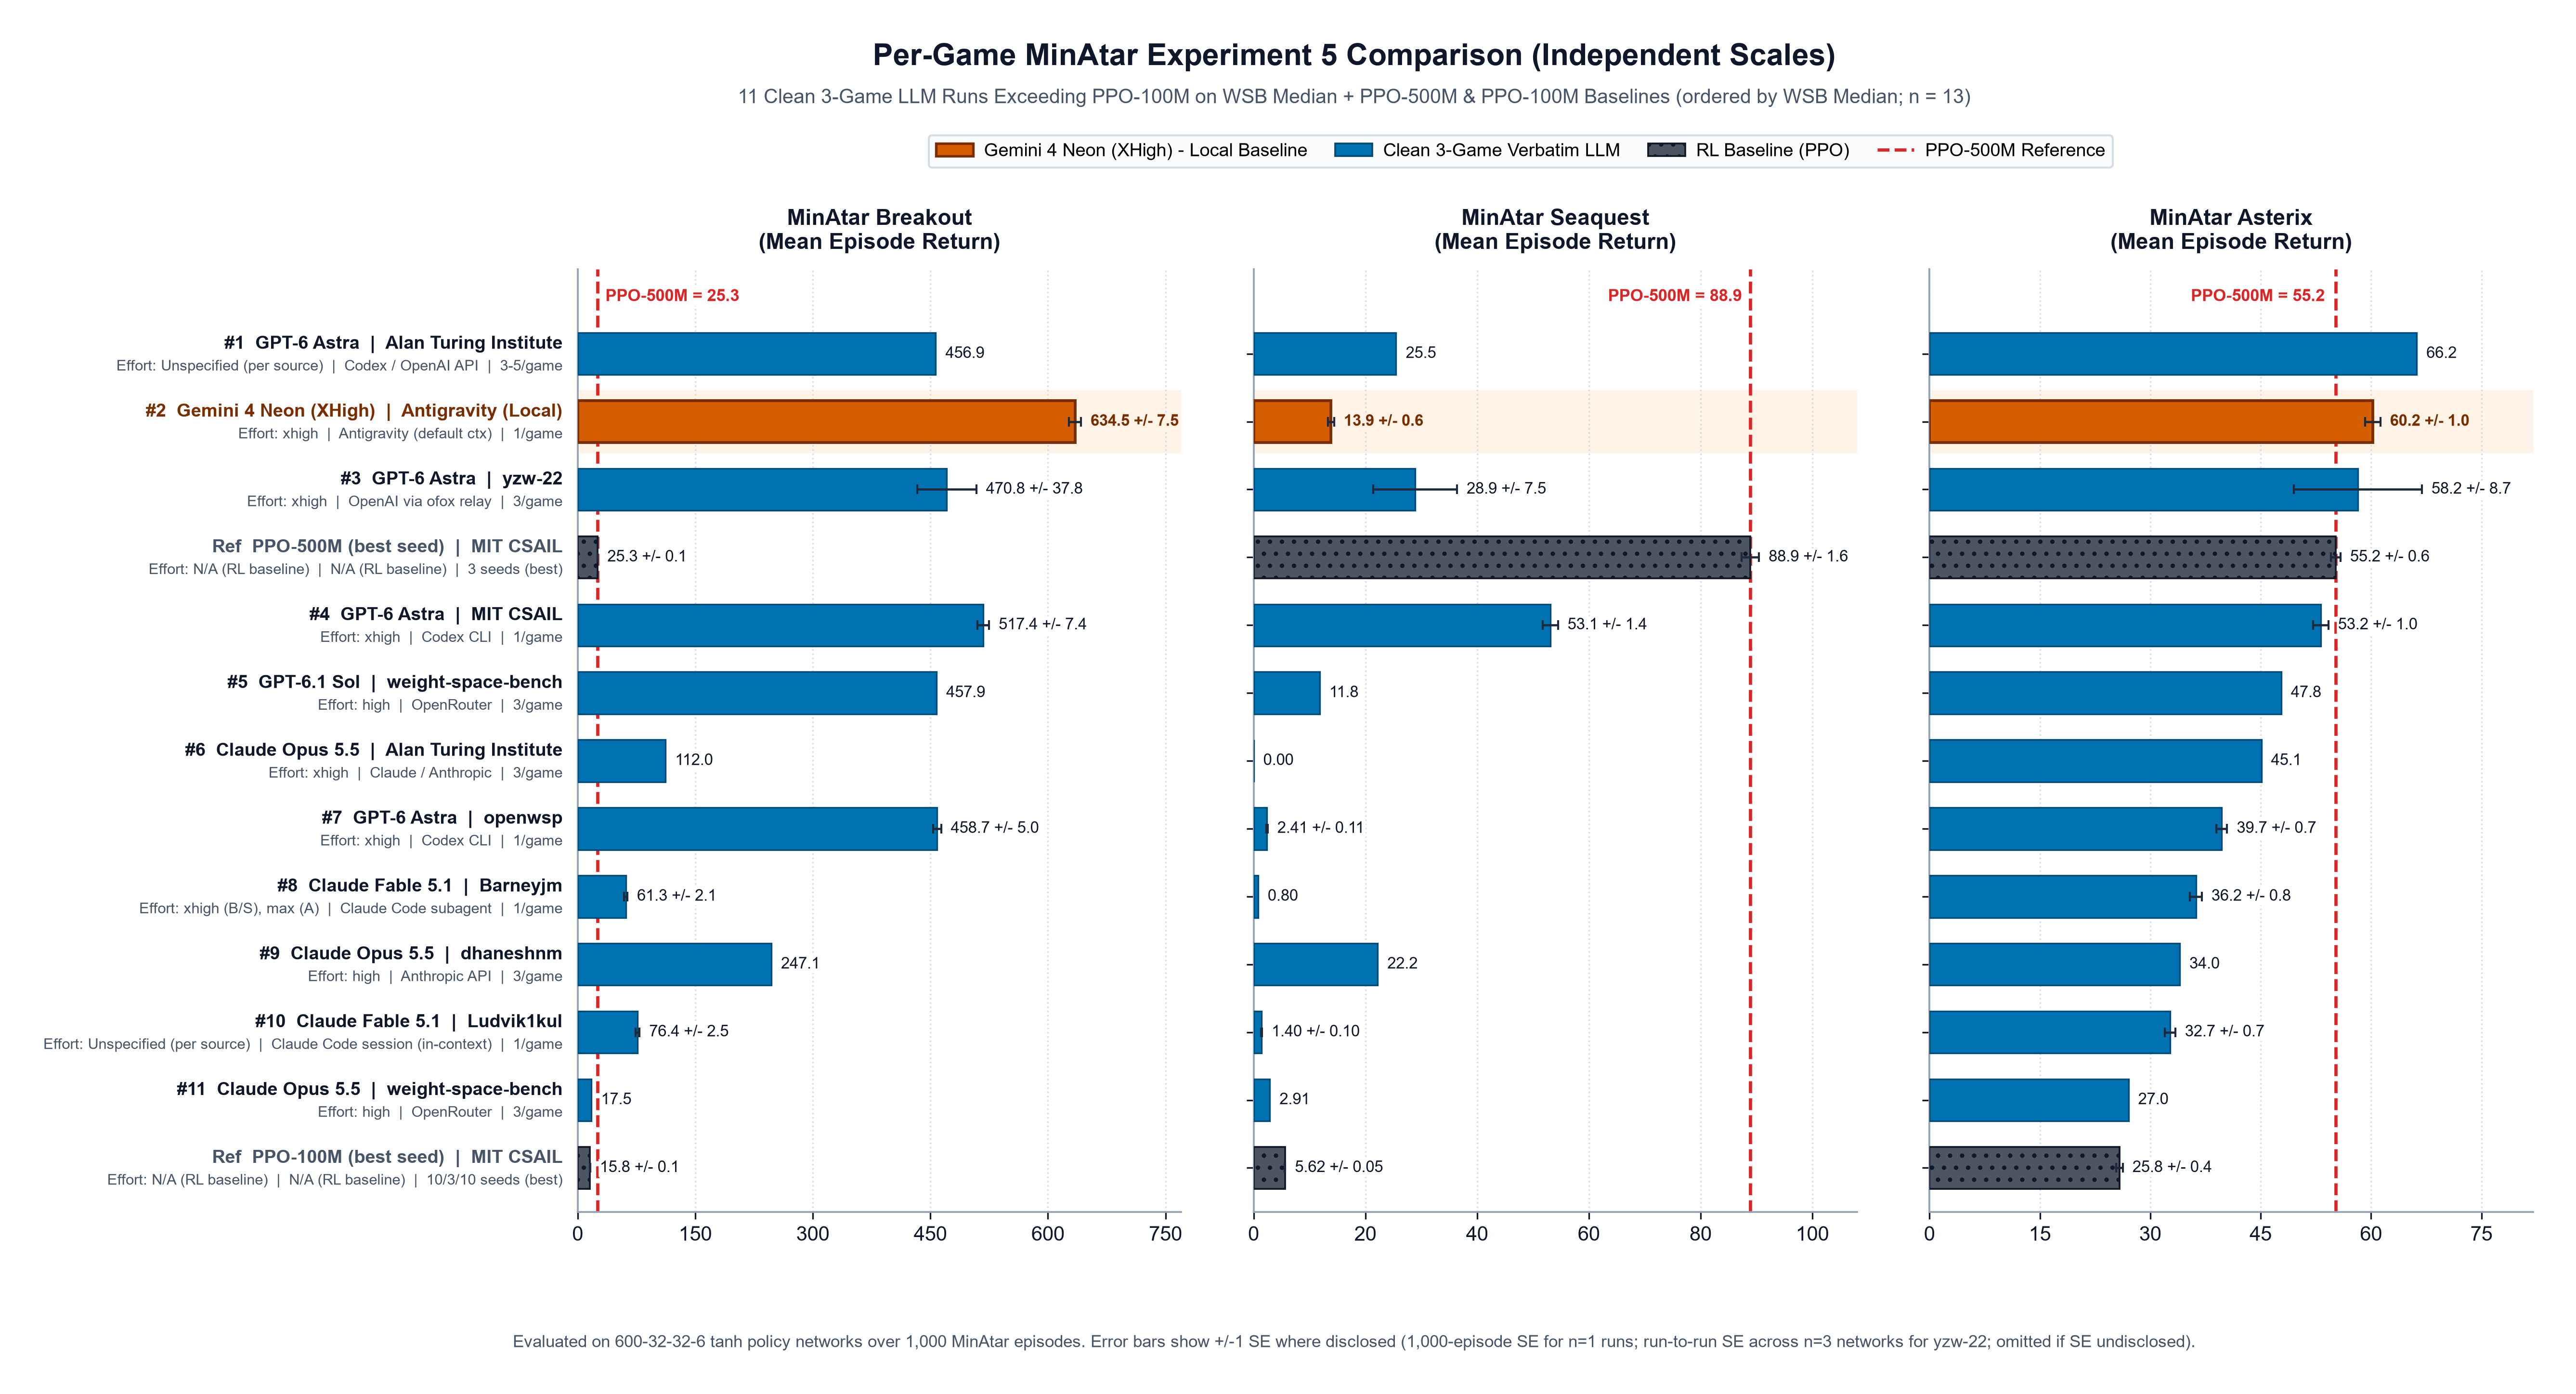 Per-Game MinAtar Experiment 5 Comparison (Independent Scales)
11 Clean 3-Game LLM Runs Exceeding PPO-100M on WSB Median + PPO-500M & PPO-100M Baselines (ordered by WSB Median; n = 13)
Gemini 4 Neon (XHigh) - Local Baseline
Clean 3-Game Verbatim LLM
RL Baseline (PPO)
PPO-500M Reference
MinAtar Breakout
(Mean Episode Return)
MinAtar Seaquest
(Mean Episode Return)
MinAtar Asterix
(Mean Episode Return)
PPO-500M = 25.3
PPO-500M = 88.9
PPO-500M = 55.2
#1 GPT-6 Astra | Alan Turing Institute
Effort: Unspecified (per source) | Codex / OpenAI API | 3-5/game
456.9
25.5
66.2
#2 Gemini 4 Neon (XHigh) | Antigravity (Local)
Effort: xhigh | Antigravity (default ctx) | 1/game
634.5 +/- 7.5
13.9 +/- 0.6
60.2 +/- 1.0
#3 GPT-6 Astra | yzw-22
Effort: xhigh | OpenAI via ofox relay | 3/game
470.8 +/- 37.8
28.9 +/- 7.5
58.2 +/- 8.7
Ref PPO-500M (best seed) | MIT CSAIL
Effort: N/A (RL baseline) | N/A (RL baseline) | 3 seeds (best)
25.3 +/- 0.1
88.9 +/- 1.6
55.2 +/- 0.6
#4 GPT-6 Astra | MIT CSAIL
Effort: xhigh | Codex CLI | 1/game
517.4 +/- 7.4
53.1 +/- 1.4
53.2 +/- 1.0
#5 GPT-6.1 Sol | weight-space-bench
Effort: high | OpenRouter | 3/game
457.9
11.8
47.8
#6 Claude Opus 5.5 | Alan Turing Institute
Effort: xhigh | Claude / Anthropic | 3/game
112.0
0.00
45.1
#7 GPT-6 Astra | openwsp
Effort: xhigh | Codex CLI | 1/game
458.7 +/- 5.0
2.41 +/- 0.11
39.7 +/- 0.7
#8 Claude Fable 5.1 | Barneyjm
Effort: xhigh (B/S), max (A) | Claude Code subagent | 1/game
61.3 +/- 2.1
0.80
36.2 +/- 0.8
#9 Claude Opus 5.5 | dhaneshnm
Effort: high | Anthropic API | 3/game
247.1
22.2
34.0
#10 Claude Fable 5.1 | Ludvik1kul
Effort: Unspecified (per source) | Claude Code session (in-context) | 1/game
76.4 +/- 2.5
1.40 +/- 0.10
32.7 +/- 0.7
#11 Claude Opus 5.5 | weight-space-bench
Effort: high | OpenRouter | 3/game
17.5
2.91
27.0
Ref PPO-100M (best seed) | MIT CSAIL
Effort: N/A (RL baseline) | N/A (RL baseline) | 10/3/10 seeds (best)
15.8 +/- 0.1
5.62 +/- 0.05
25.8 +/- 0.4
0 150 300 450 600 750
0 20 40 60 80 100
0 15 30 45 60 75
Evaluated on 600-32-32-6 tanh policy networks over 1,000 MinAtar episodes. Error bars show +/-1 SE where disclosed (1,000-episode SE for n=1 runs; run-to-run SE across n=3 networks for yzw-22; omitted if SE undisclosed).